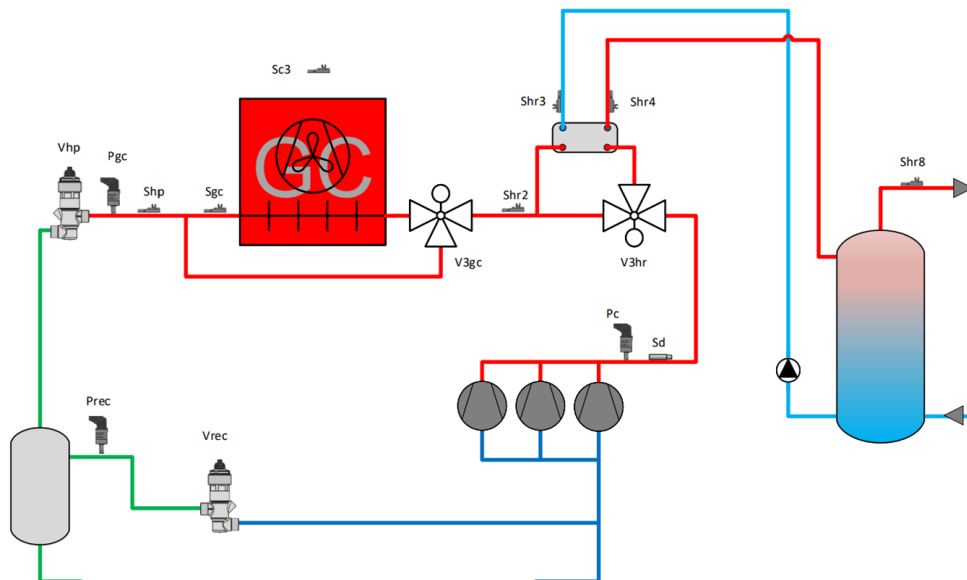 Sc3
Shr3
Shr4
Vhp
Pgc
GC
Shp
Sgc
Shr2
Shr8
V3gc
V3hr
Pc
Sd
Prec
Vrec